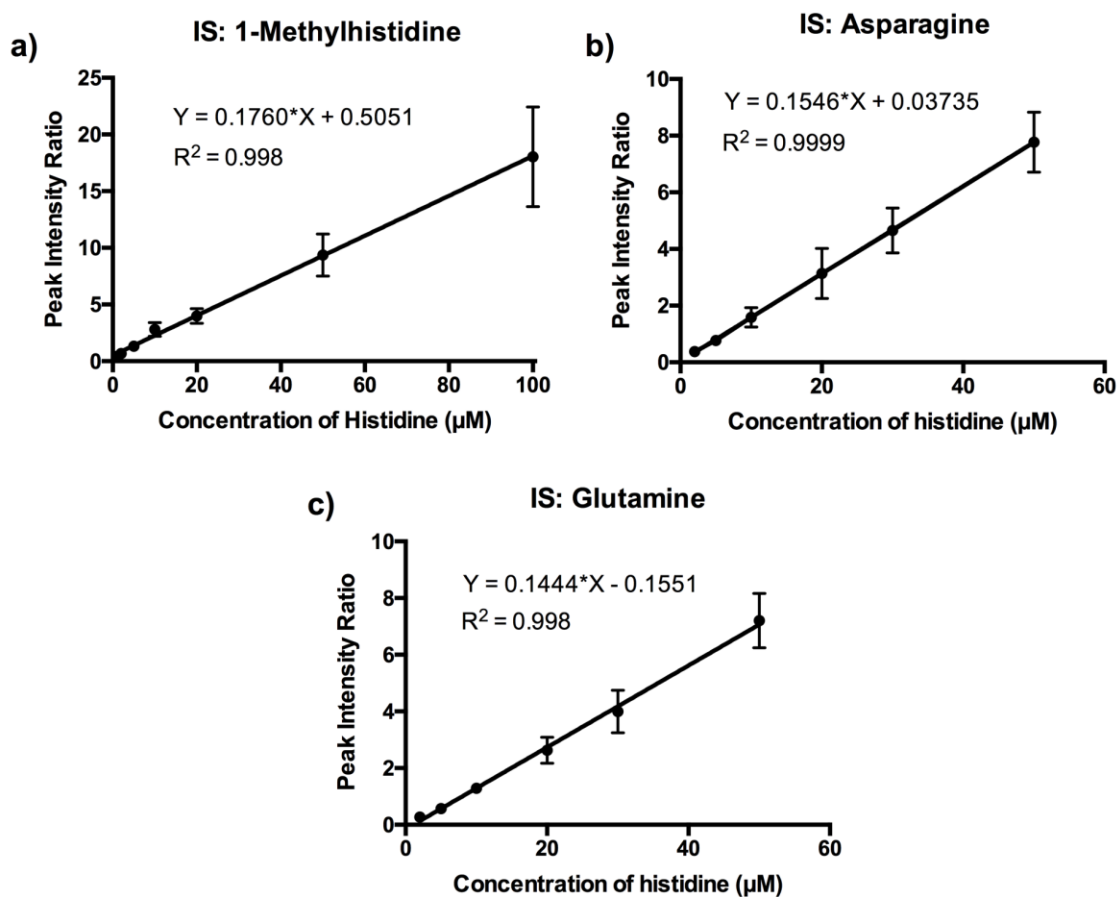 a)
IS: 1-Methylhistidine
Y = 0.1760*X + 0.5051
R² = 0.998
Peak Intensity Ratio
25
20
15
10
5
0
0 20 40 60 80 100
Concentration of Histidine (µM)
b)
IS: Asparagine
Y = 0.1546*X + 0.03735
R² = 0.9999
Peak Intensity Ratio
10
8
6
4
2
0
0 20 40 60
Concentration of histidine (µM)
c)
IS: Glutamine
Y = 0.1444*X - 0.1551
R² = 0.998
Peak Intensity Ratio
10
8
6
4
2
0
0 20 40 60
Concentration of histidine (µM)